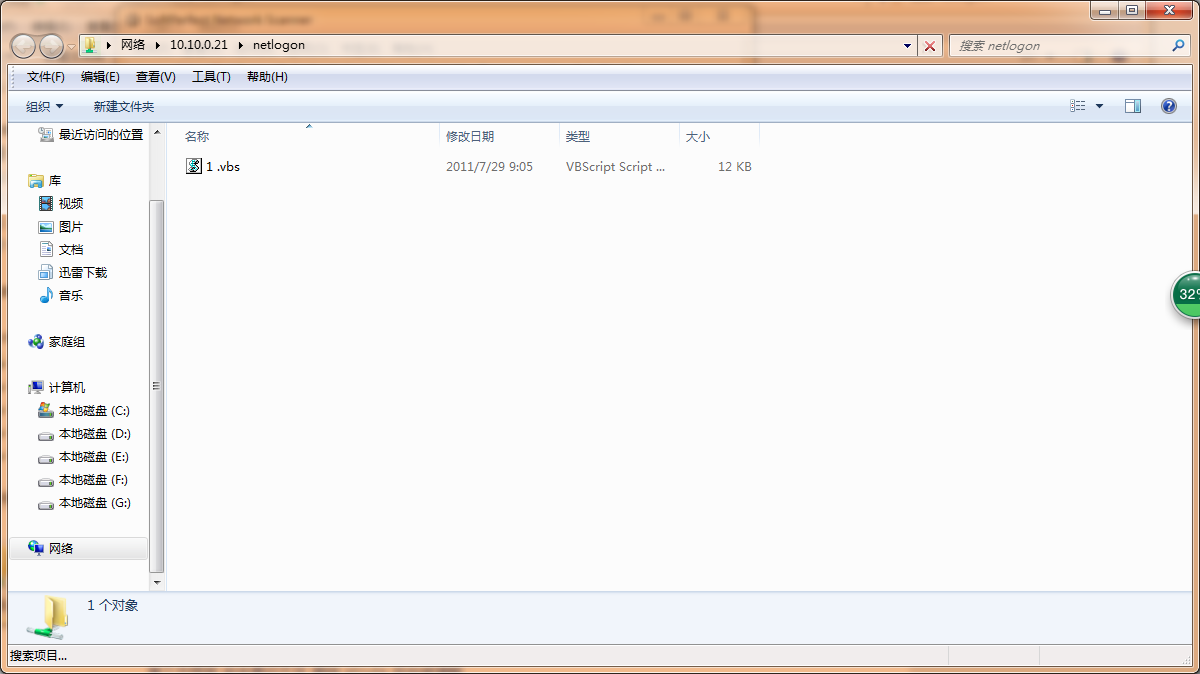 SoftPerfect Network Scanner
网络 ▸ 10.10.0.21 ▸ netlogon
搜索 netlogon
文件(F) 编辑(E) 查看(V) 工具(T) 帮助(H)
组织 新建文件夹
最近访问的位置
库
视频
图片
文档
迅雷下载
音乐
家庭组
计算机
本地磁盘 (C:)
本地磁盘 (D:)
本地磁盘 (E:)
本地磁盘 (F:)
本地磁盘 (G:)
网络
名称 修改日期 类型 大小
1 .vbs 2011/7/29 9:05 VBScript Script ... 12 KB
32%
1 个对象
搜索项目...